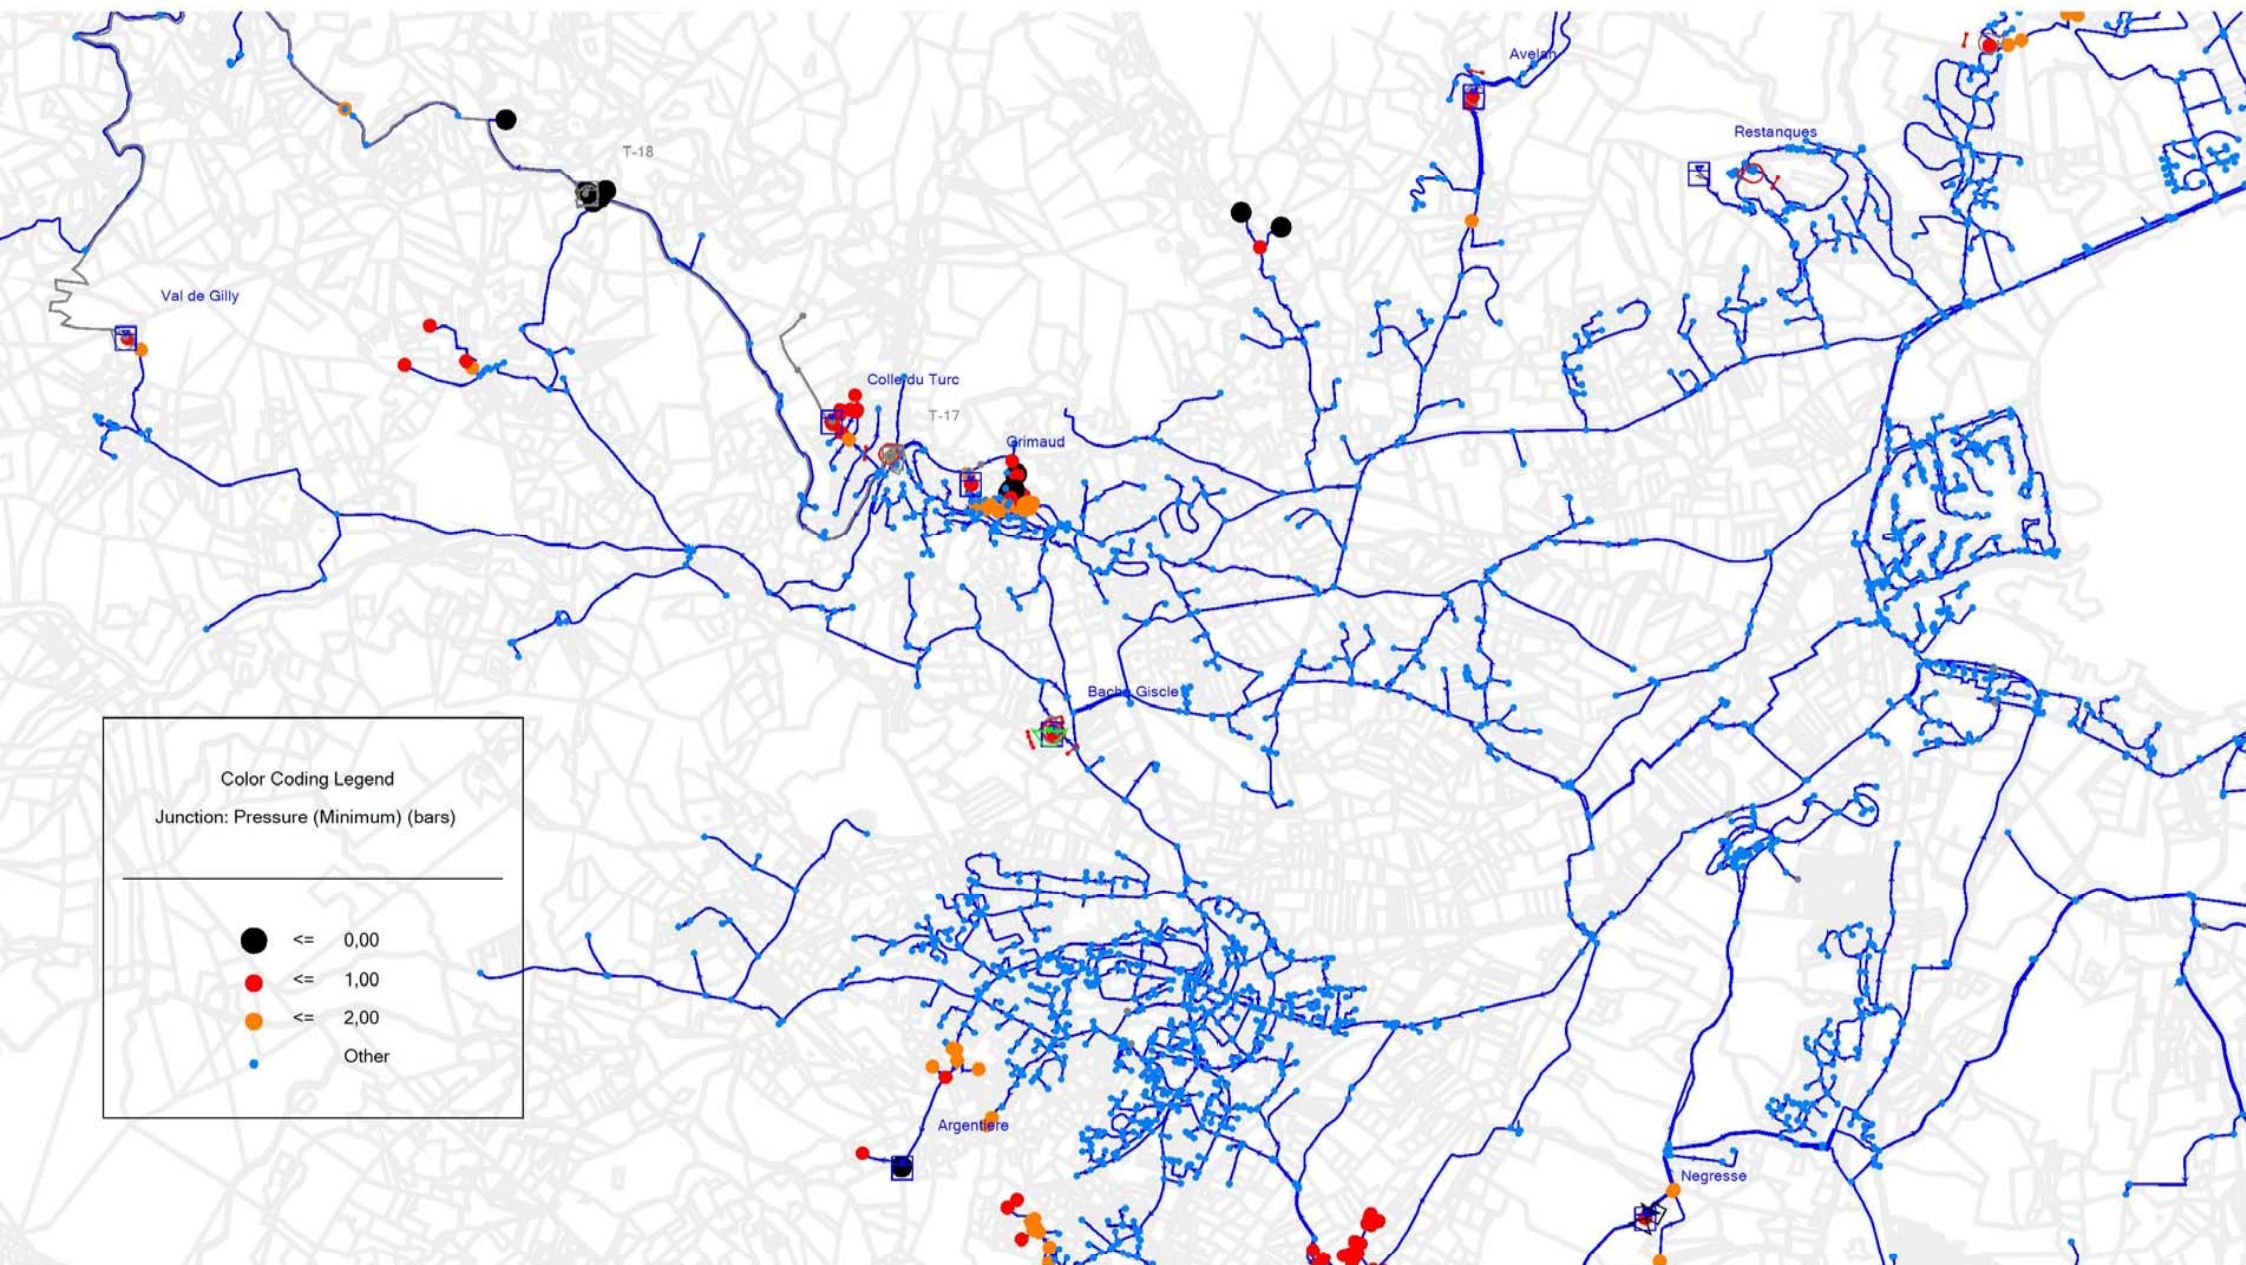 Avelan
Restanques
T-18
Val de Gilly
Colle du Turc
T-17
Grimaud
Bache Giscle
Color Coding Legend
Junction: Pressure (Minimum) (bars)
<= 0,00
<= 1,00
<= 2,00
Other
Argentiere
Negresse